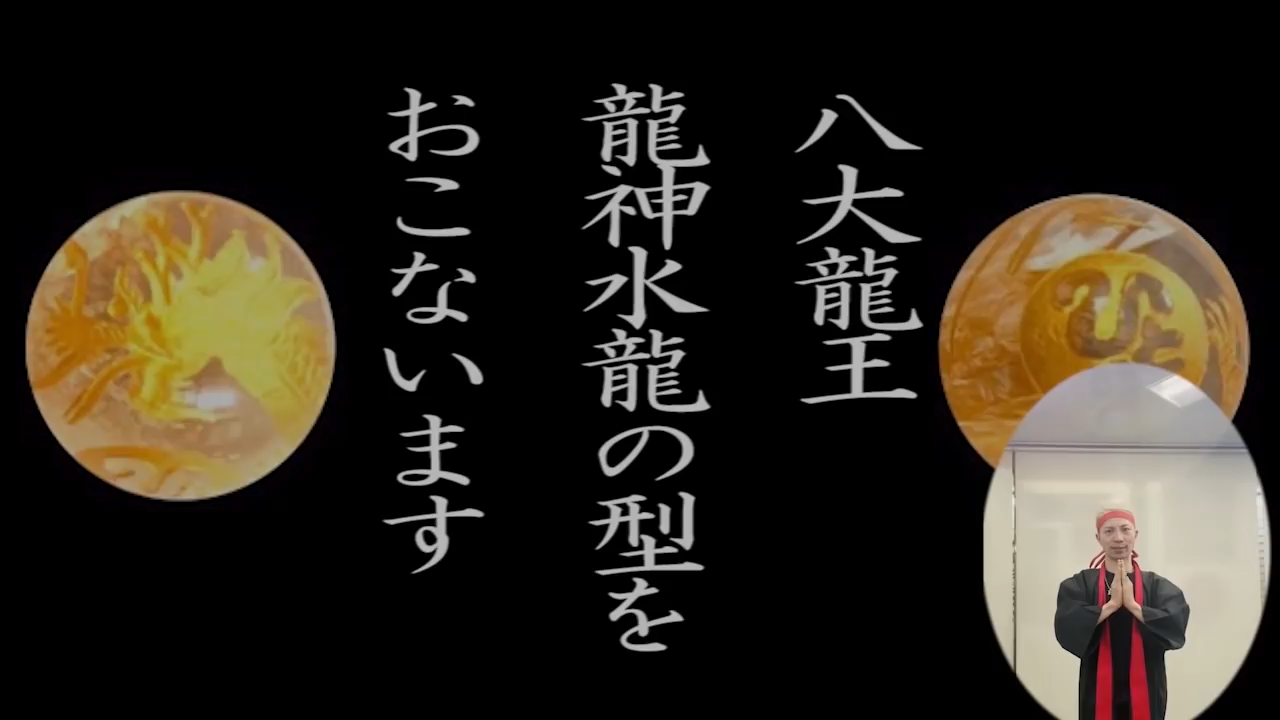 八大龍王
龍神水龍の型を
おこないます